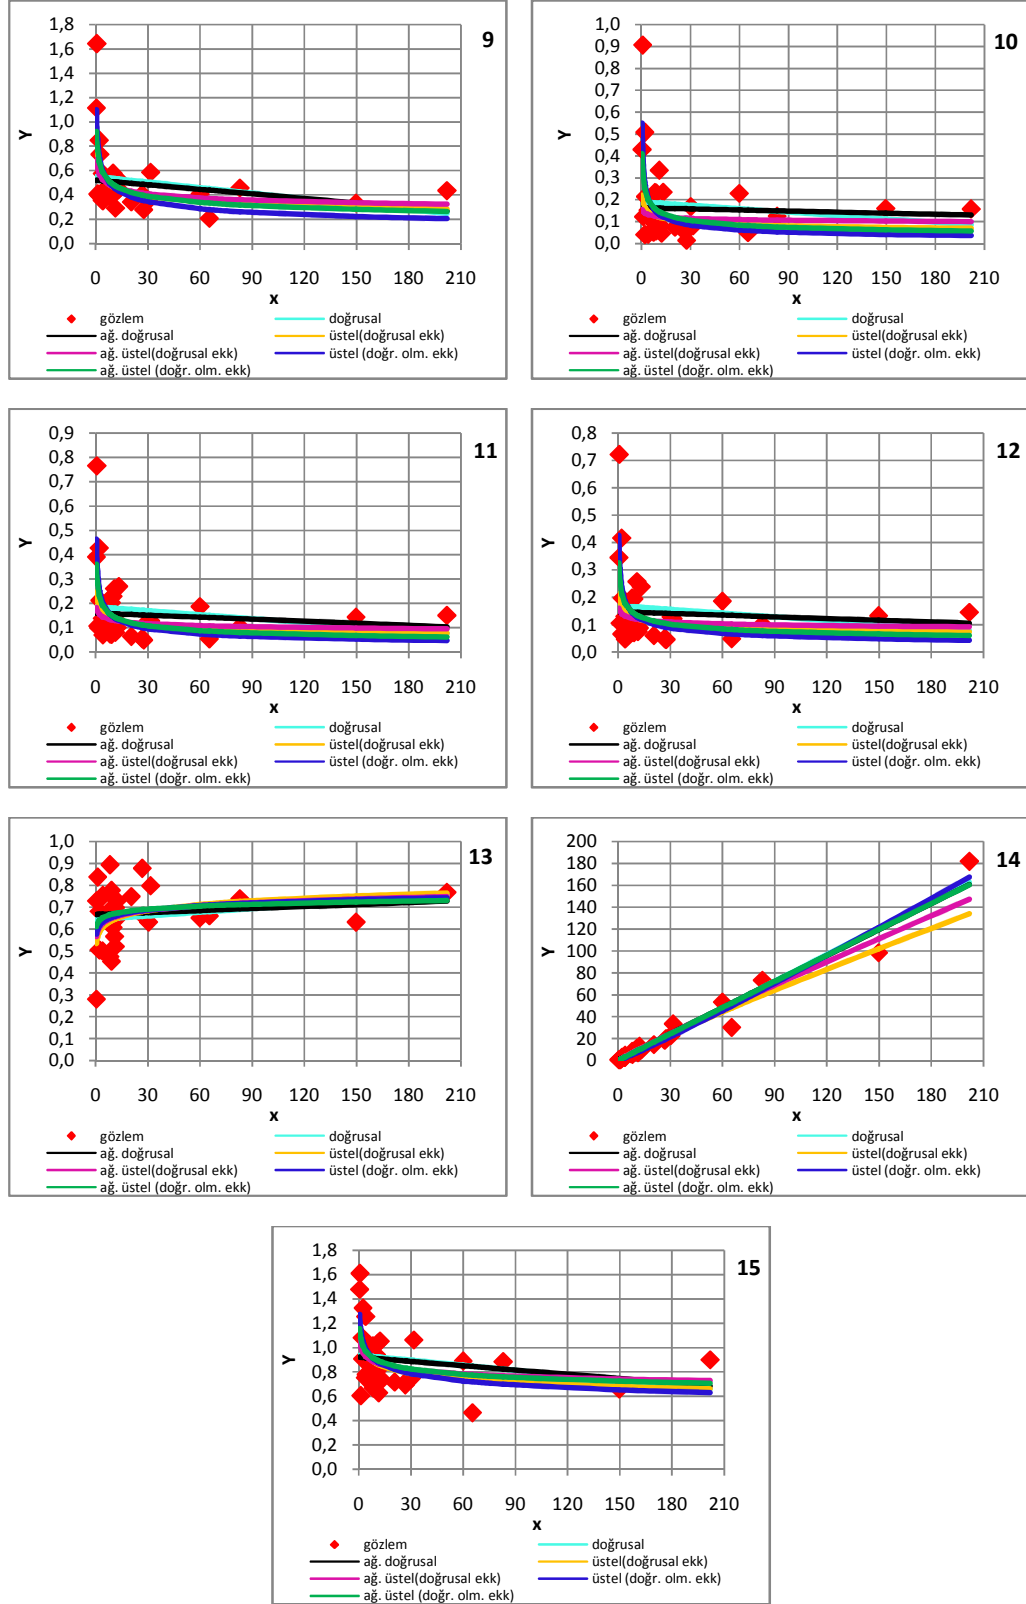 9
1,8
1,6
1,4
1,2
1,0
0,8
0,6
0,4
0,2
0,0
Y
0 30 60 90 120 150 180 210
x
gözlem doğrusal
ağ. doğrusal üstel(doğrusal ekk)
ağ. üstel(doğrusal ekk) üstel (doğr. olm. ekk)
ağ. üstel (doğr. olm. ekk)
10
1,0
0,9
0,8
0,7
0,6
0,5
0,4
0,3
0,2
0,1
0,0
Y
0 30 60 90 120 150 180 210
x
gözlem doğrusal
ağ. doğrusal üstel(doğrusal ekk)
ağ. üstel(doğrusal ekk) üstel (doğr. olm. ekk)
ağ. üstel (doğr. olm. ekk)
11
0,9
0,8
0,7
0,6
0,5
0,4
0,3
0,2
0,1
0,0
Y
0 30 60 90 120 150 180 210
x
gözlem doğrusal
ağ. doğrusal üstel(doğrusal ekk)
ağ. üstel(doğrusal ekk) üstel (doğr. olm. ekk)
ağ. üstel (doğr. olm. ekk)
12
0,8
0,7
0,6
0,5
0,4
0,3
0,2
0,1
0,0
Y
0 30 60 90 120 150 180 210
x
gözlem doğrusal
ağ. doğrusal üstel(doğrusal ekk)
ağ. üstel(doğrusal ekk) üstel (doğr. olm. ekk)
ağ. üstel (doğr. olm. ekk)
13
1,0
0,9
0,8
0,7
0,6
0,5
0,4
0,3
0,2
0,1
0,0
Y
0 30 60 90 120 150 180 210
x
gözlem doğrusal
ağ. doğrusal üstel(doğrusal ekk)
ağ. üstel(doğrusal ekk) üstel (doğr. olm. ekk)
ağ. üstel (doğr. olm. ekk)
14
200
180
160
140
120
100
80
60
40
20
0
Y
0 30 60 90 120 150 180 210
x
gözlem doğrusal
ağ. doğrusal üstel(doğrusal ekk)
ağ. üstel(doğrusal ekk) üstel (doğr. olm. ekk)
ağ. üstel (doğr. olm. ekk)
15
1,8
1,6
1,4
1,2
1,0
0,8
0,6
0,4
0,2
0,0
Y
0 30 60 90 120 150 180 210
x
gözlem doğrusal
ağ. doğrusal üstel(doğrusal ekk)
ağ. üstel(doğrusal ekk) üstel (doğr. olm. ekk)
ağ. üstel (doğr. olm. ekk)